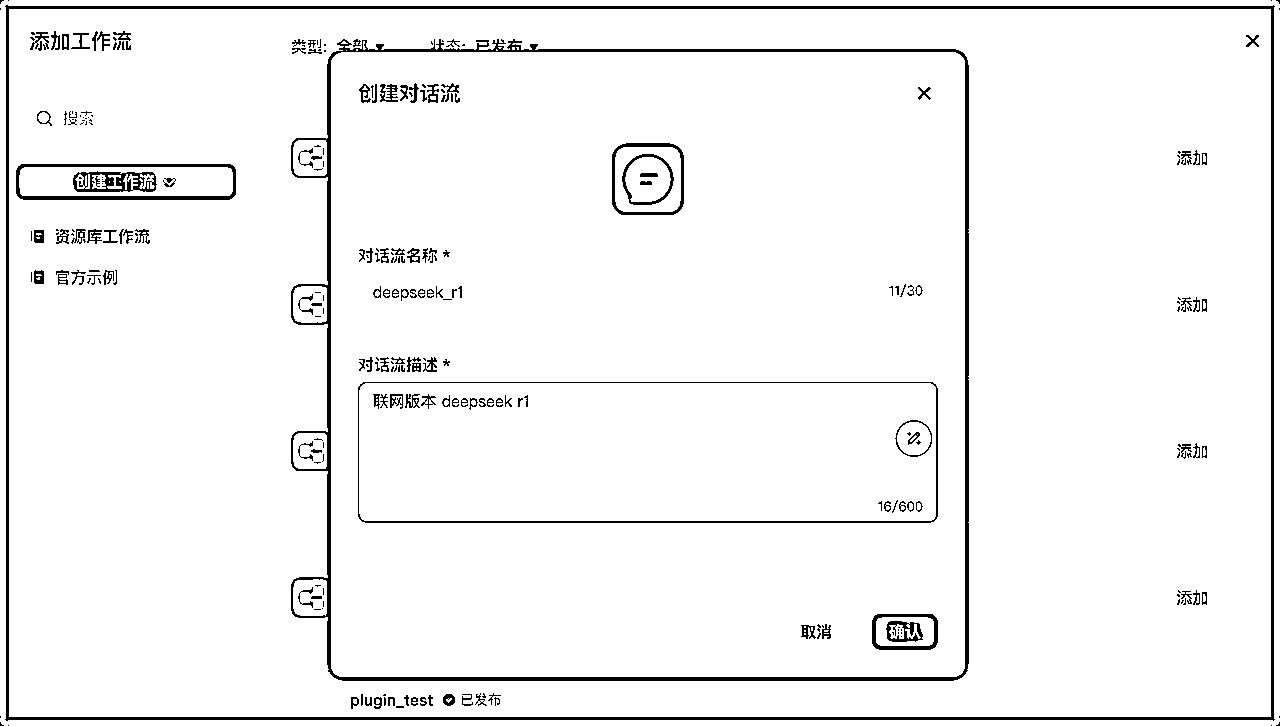 添加工作流
类型: 全部
状态: 已发布
创建对话流
搜索
添加
创建工作流
资源库工作流
对话流名称 *
官方示例
deepseek_r1
11/30
添加
对话流描述 *
联网版本 deepseek r1
添加
16/600
添加
取消
确认
plugin_test 已发布